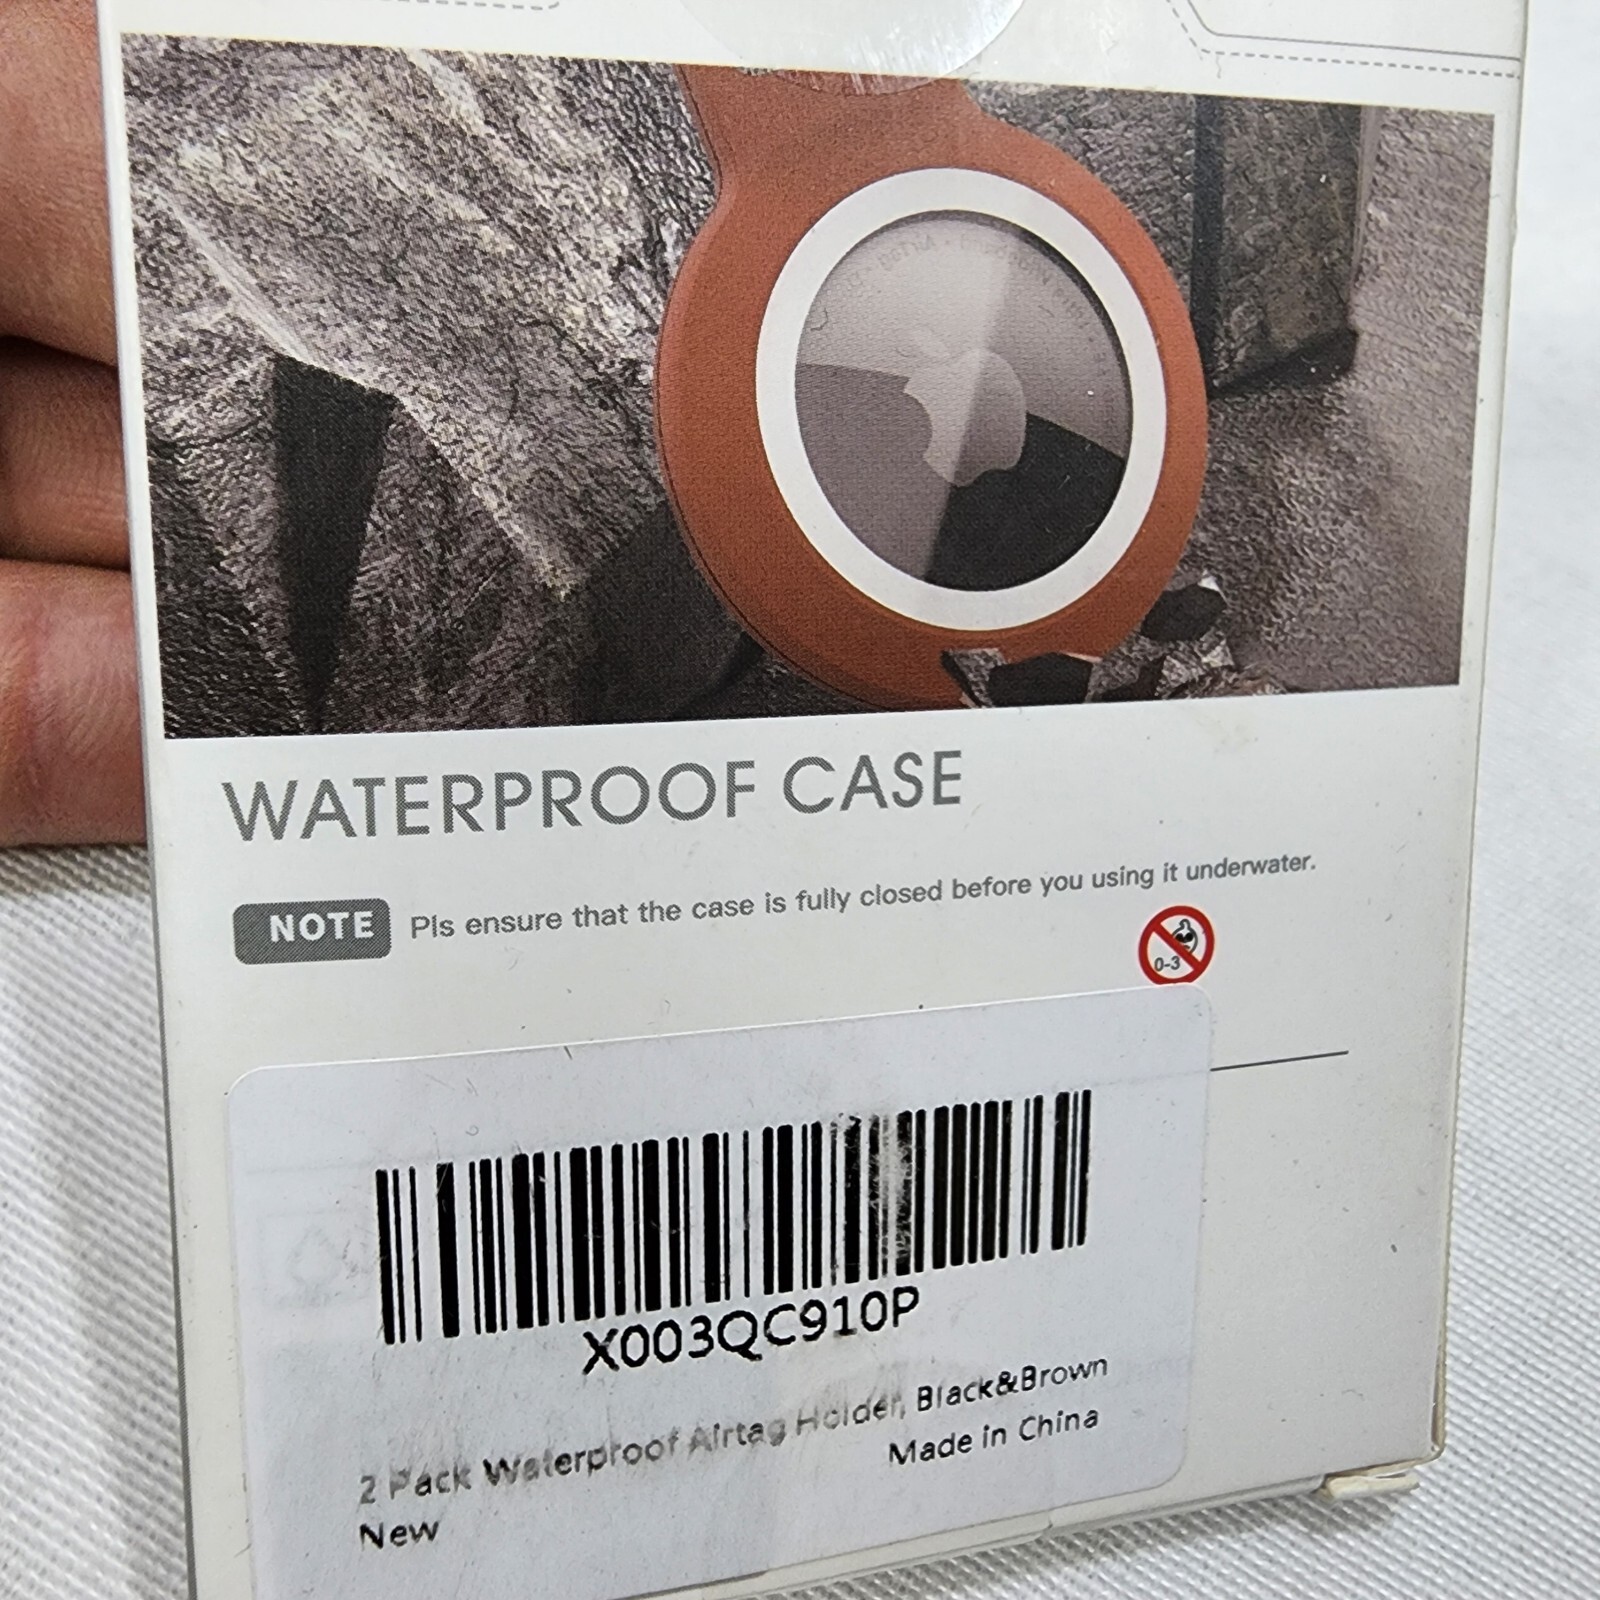 WATERPROOF CASE
NOTE Pls ensure that the case is fully closed before you using it underwater.
0-3
X003QC910P
2 Pack Waterproof Airtag Holder, Black&Brown
Made in China
New